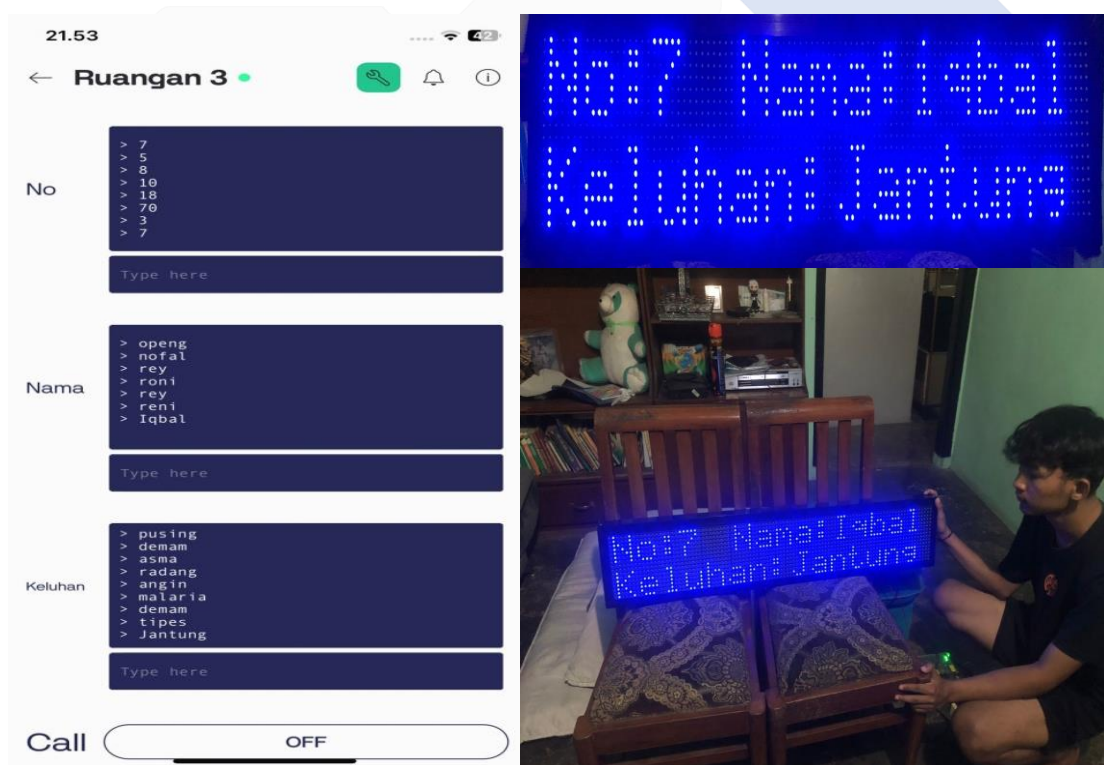 21.53
42
Ruangan 3
No
> 7
> 5
> 8
> 10
> 18
> 70
> 3
> 7
Type here
Nama
> openg
> nofal
> rey
> roni
> rey
> reni
> Iqbal
Type here
Keluhan
> pusing
> demam
> asma
> radang
> angin
> malaria
> demam
> tipes
> Jantung
Type here
Call
OFF
No:7 Nama:Iqbal
Keluhan:Jantung
No:7 Nama:Iqbal
Keluhan:Jantung